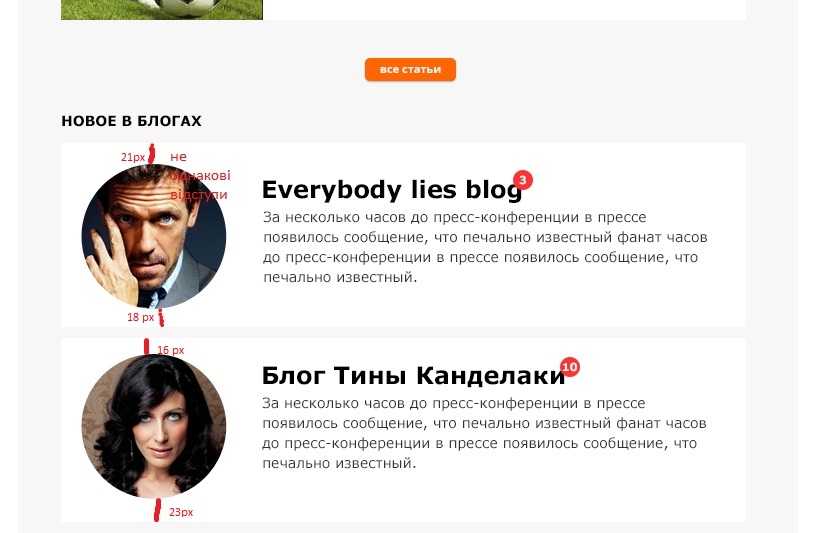 все статьи
НОВОЕ В БЛОГАХ
21px
не
однакові
відступи
Everybody lies blog
3
За несколько часов до пресс-конференции в прессе
появилось сообщение, что печально известный фанат часов
до пресс-конференции в прессе появилось сообщение, что
печально известный.
18 px
16 px
Блог Тины Канделаки
10
За несколько часов до пресс-конференции в прессе
появилось сообщение, что печально известный фанат часов
до пресс-конференции в прессе появилось сообщение, что
печально известный.
23px